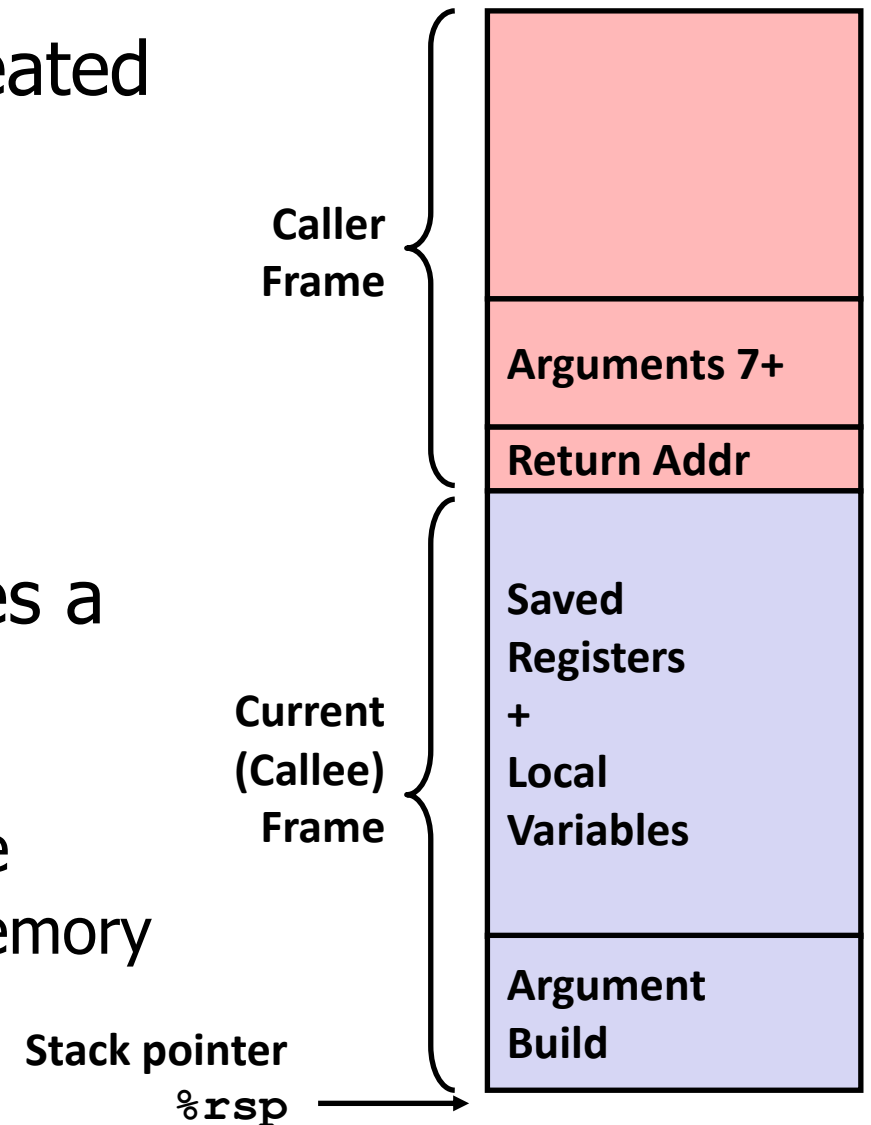 eated
Caller
Frame
Arguments 7+
Return Addr
es a
Saved
Registers
+
Local
Variables
Current
(Callee)
Frame
e
emory
Argument
Build
Stack pointer
%rsp